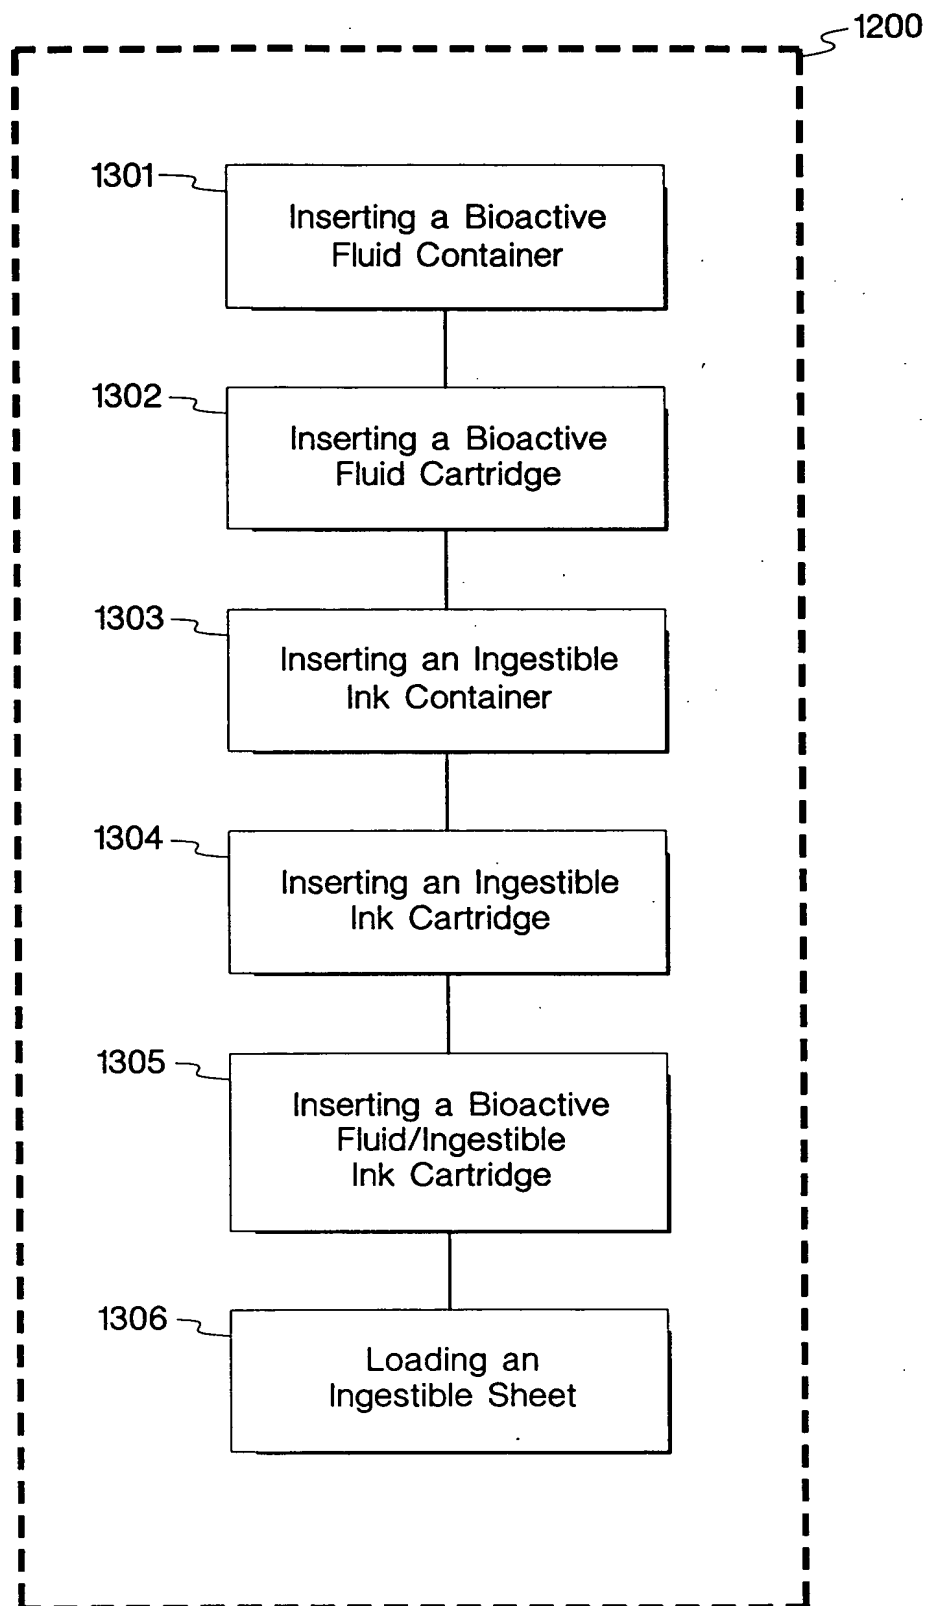 1200
1301
Inserting a Bioactive
Fluid Container
1302
Inserting a Bioactive
Fluid Cartridge
1303
Inserting an Ingestible
Ink Container
1304
Inserting an Ingestible
Ink Cartridge
1305
Inserting a Bioactive
Fluid/Ingestible
Ink Cartridge
1306
Loading an
Ingestible Sheet